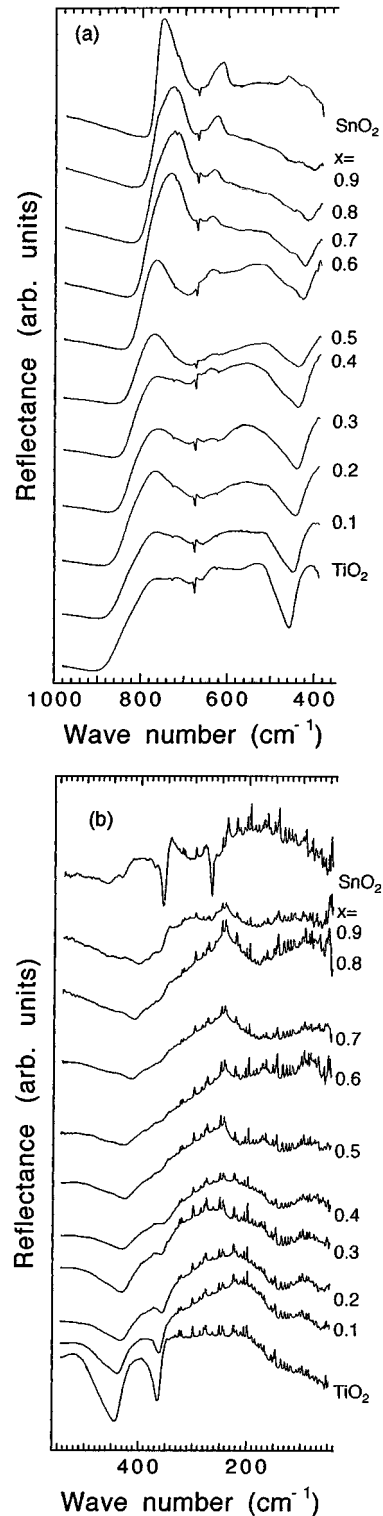 (a)
SnO2
x=
0.9
0.8
0.7
0.6
0.5
0.4
0.3
0.2
0.1
TiO2
Reflectance (arb. units)
1000 800 600 400
Wave number (cm⁻¹)
(b)
SnO2
x=
0.9
0.8
0.7
0.6
0.5
0.4
0.3
0.2
0.1
TiO2
Reflectance (arb. units)
400 200
Wave number (cm⁻¹)